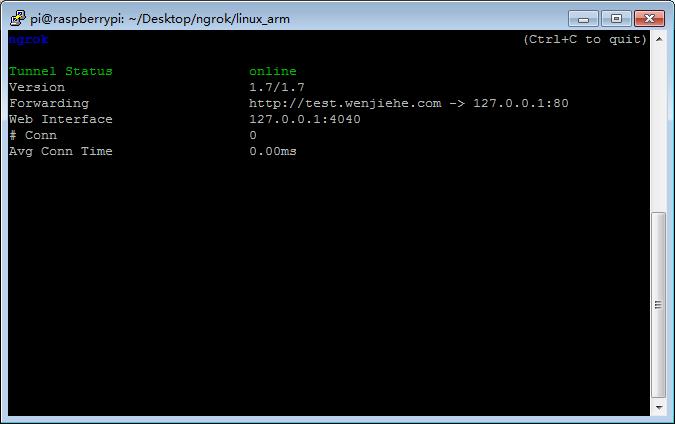 pi@raspberrypi: ~/Desktop/ngrok/linux_arm
ngrok (Ctrl+C to quit)
Tunnel Status online
Version 1.7/1.7
Forwarding http://test.wenjiehe.com -> 127.0.0.1:80
Web Interface 127.0.0.1:4040
# Conn 0
Avg Conn Time 0.00ms